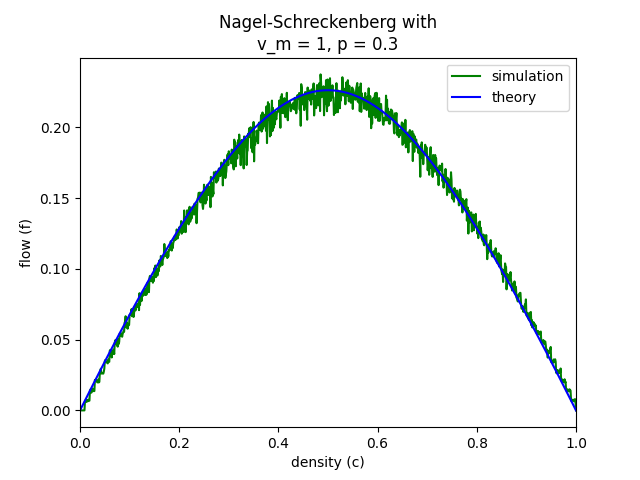 Nagel-Schreckenberg with
v_m = 1, p = 0.3
simulation
theory
flow (f)
0.20
0.15
0.10
0.05
0.00
0.0 0.2 0.4 0.6 0.8 1.0
density (c)